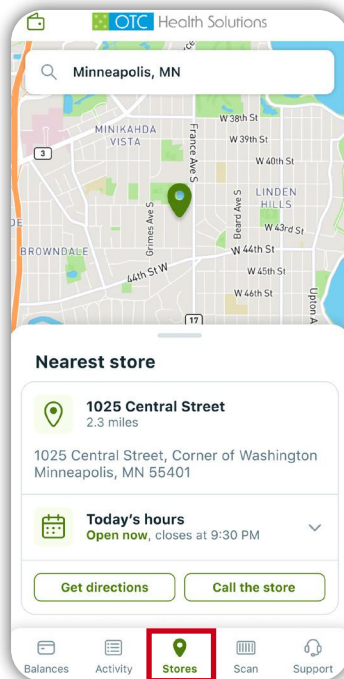 OTC Health Solutions
Minneapolis, MN
W 38th St
MINIKAHDA
VISTA
France Ave S
W 39th St
3
W 40th St
LINDEN
HILLS
Grimes Ave S
Beard Ave S
W 43rd St
DE
BROWNDALE
W 44th St
44th St W
W 45th St
W 46th St
Upton A
17
Nearest store
1025 Central Street
2.3 miles
1025 Central Street, Corner of Washington
Minneapolis, MN 55401
Today's hours
Open now, closes at 9:30 PM
Get directions
Call the store
Balances
Activity
Stores
Scan
Support